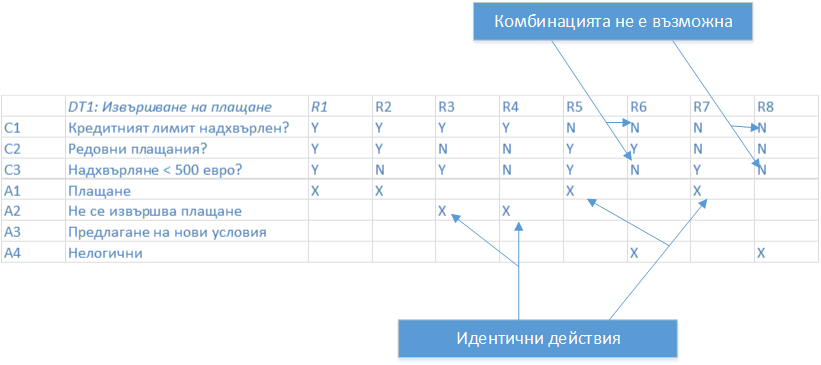 Комбинацията не е възможна
DT1: Извършване на плащане R1 R2 R3 R4 R5 R6 R7 R8
C1 Кредитният лимит надхвърлен? Y Y Y Y N N N N
C2 Редовни плащания? Y Y N N Y Y N N
C3 Надхвърляне < 500 евро? Y N Y N Y N Y N
A1 Плащане X X X X
A2 Не се извършва плащане X X
A3 Предлагане на нови условия
A4 Нелогични X X
Идентични действия